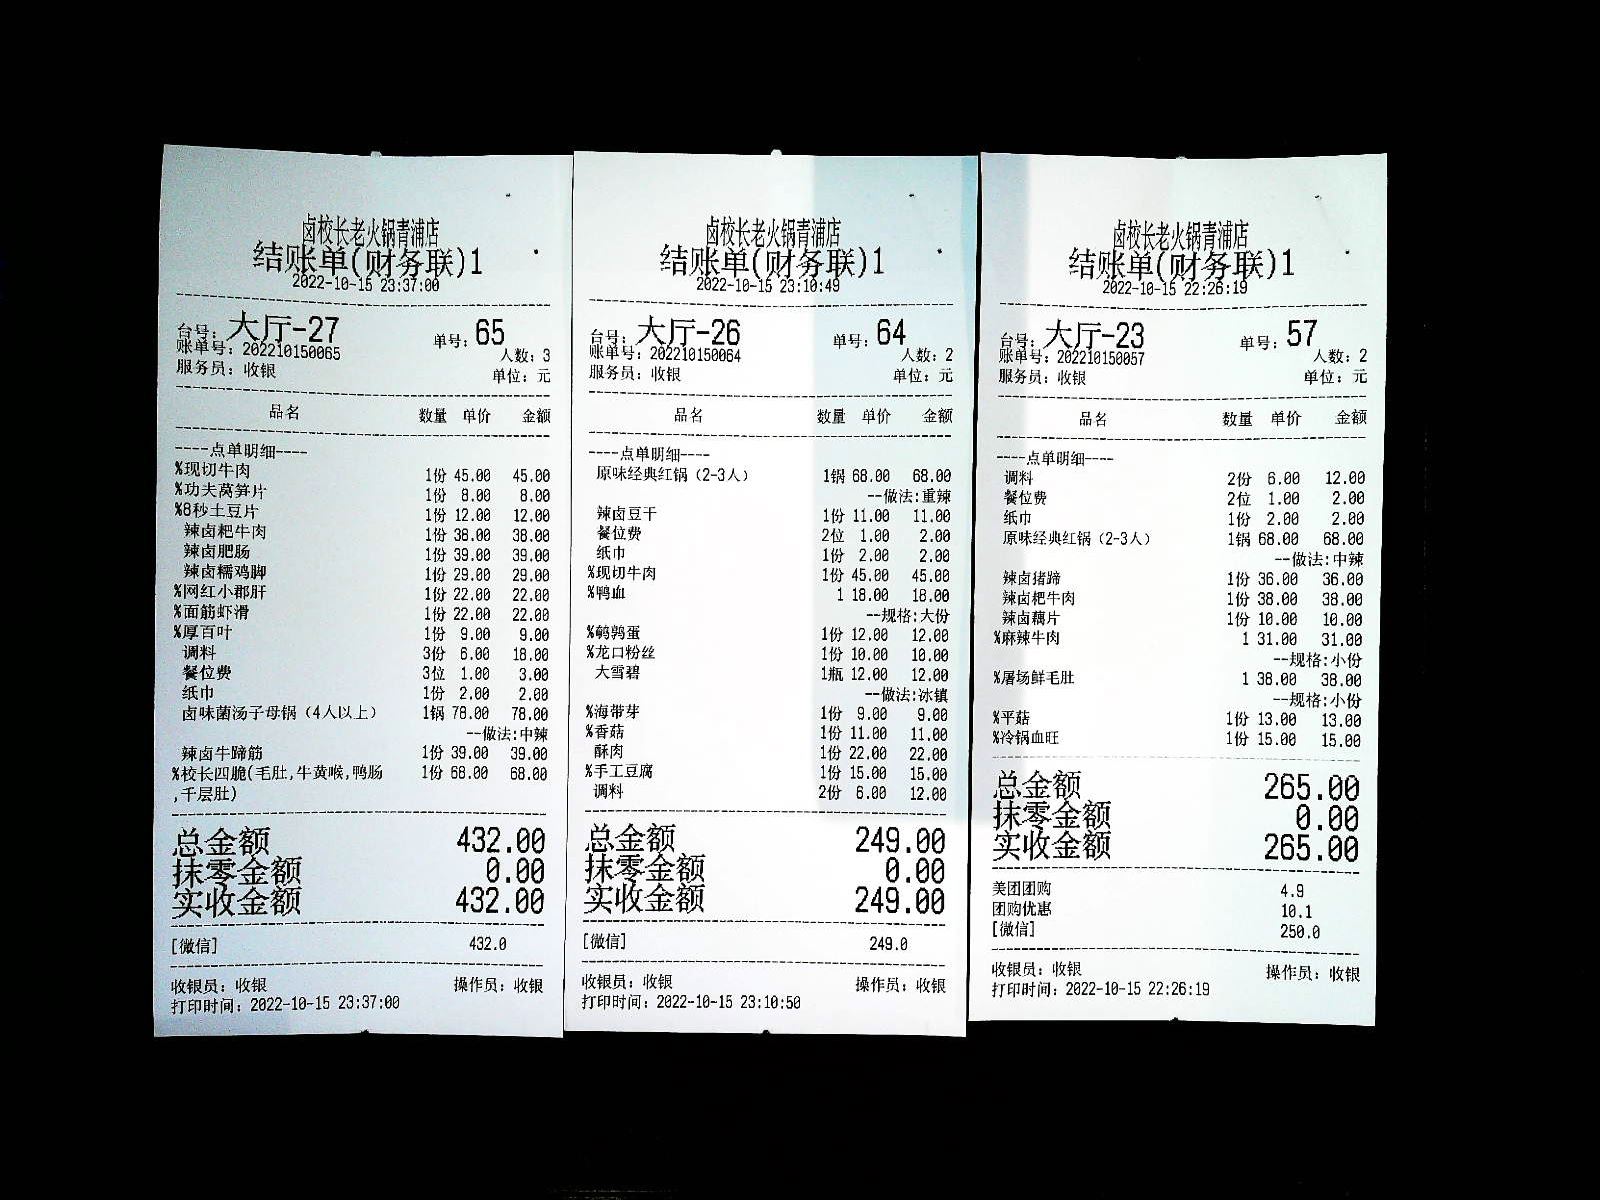 卤校长老火锅青浦店
结账单(财务联)1
2022-10-15 23:37:00
台号: 大厅-27 单号: 65
账单号: 202210150065 人数: 3
服务员: 收银 单位: 元
品名 数量 单价 金额
----点单明细----
%现切牛肉 1份 45.00 45.00
%功夫莴笋片 1份 8.00 8.00
%8秒土豆片 1份 12.00 12.00
辣卤粑牛肉 1份 38.00 38.00
辣卤肥肠 1份 39.00 39.00
辣卤糯鸡脚 1份 29.00 29.00
%网红小郡肝 1份 22.00 22.00
%面筋虾滑 1份 22.00 22.00
%厚百叶 1份 9.00 9.00
调料 3份 6.00 18.00
餐位费 3位 1.00 3.00
纸巾 1份 2.00 2.00
卤味菌汤子母锅（4人以上） 1锅 78.00 78.00
--做法:中辣
辣卤牛蹄筋 1份 39.00 39.00
%校长四脆(毛肚,牛黄喉,鸭肠 1份 68.00 68.00
,千层肚)
总金额 432.00
抹零金额 0.00
实收金额 432.00
[微信] 432.0
收银员: 收银 操作员: 收银
打印时间: 2022-10-15 23:37:00
卤校长老火锅青浦店
结账单(财务联)1
2022-10-15 23:10:49
台号: 大厅-26 单号: 64
账单号: 202210150064 人数: 2
服务员: 收银 单位: 元
品名 数量 单价 金额
----点单明细----
原味经典红锅（2-3人） 1锅 68.00 68.00
--做法:重辣
辣卤豆干 1份 11.00 11.00
餐位费 2位 1.00 2.00
纸巾 1份 2.00 2.00
%现切牛肉 1份 45.00 45.00
%鸭血 1 18.00 18.00
--规格:大份
%鹌鹑蛋 1份 12.00 12.00
%龙口粉丝 1份 10.00 10.00
大雪碧 1瓶 12.00 12.00
--做法:冰镇
%海带芽 1份 9.00 9.00
%香菇 1份 11.00 11.00
酥肉 1份 22.00 22.00
%手工豆腐 1份 15.00 15.00
调料 2份 6.00 12.00
总金额 249.00
抹零金额 0.00
实收金额 249.00
[微信] 249.0
收银员: 收银 操作员: 收银
打印时间: 2022-10-15 23:10:50
卤校长老火锅青浦店
结账单(财务联)1
2022-10-15 22:26:19
台号: 大厅-23 单号: 57
账单号: 202210150057 人数: 2
服务员: 收银 单位: 元
品名 数量 单价 金额
----点单明细----
调料 2份 6.00 12.00
餐位费 2位 1.00 2.00
纸巾 1份 2.00 2.00
原味经典红锅（2-3人） 1锅 68.00 68.00
--做法:中辣
辣卤猪蹄 1份 36.00 36.00
辣卤粑牛肉 1份 38.00 38.00
辣卤藕片 1份 10.00 10.00
%麻辣牛肉 1 31.00 31.00
--规格:小份
%屠场鲜毛肚 1 38.00 38.00
--规格:小份
%平菇 1份 13.00 13.00
%冷锅血旺 1份 15.00 15.00
总金额 265.00
抹零金额 0.00
实收金额 265.00
美团团购 4.9
团购优惠 10.1
[微信] 250.0
收银员: 收银 操作员: 收银
打印时间: 2022-10-15 22:26:19